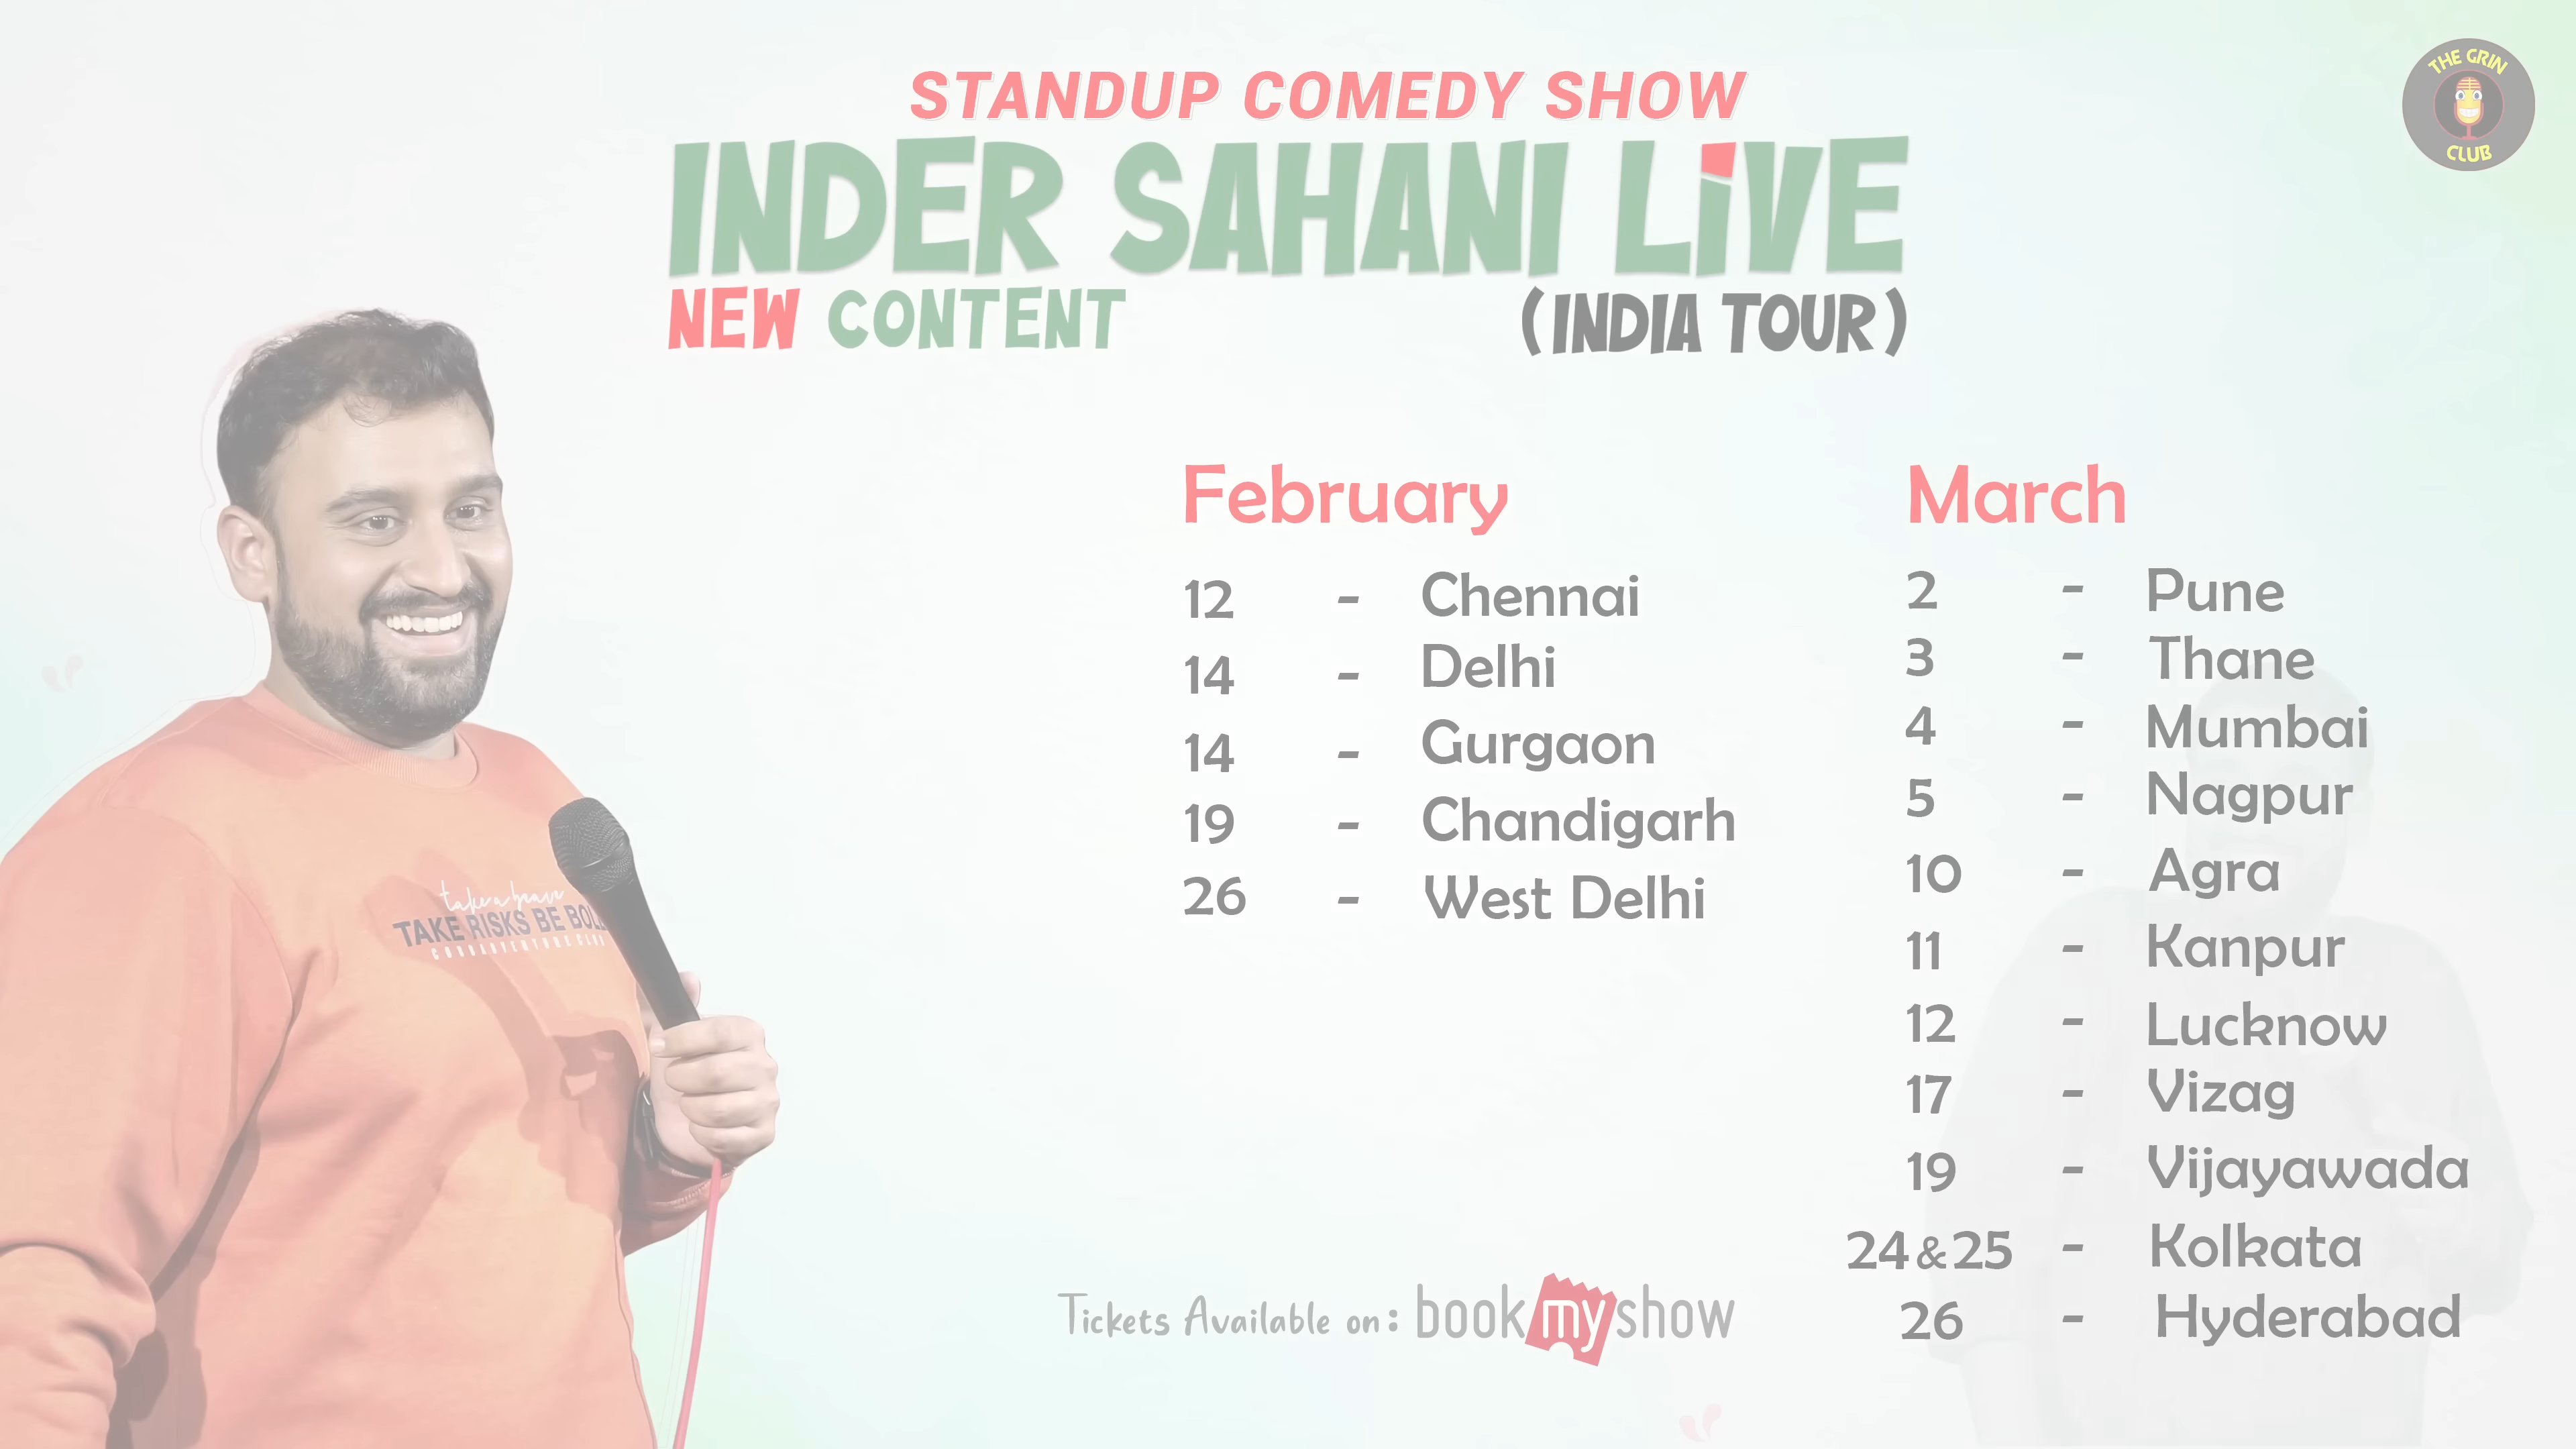 STANDUP COMEDY SHOW
THE GRIN
CLUB
INDER SAHANI LiVE
NEW CONTENT
(INDIA TOUR)
February
12 - Chennai
14 - Delhi
14 - Gurgaon
19 - Chandigarh
26 - West Delhi
March
2 - Pune
3 - Thane
4 - Mumbai
5 - Nagpur
10 - Agra
11 - Kanpur
12 - Lucknow
17 - Vizag
19 - Vijayawada
24 & 25 - Kolkata
26 - Hyderabad
take a
TAKE RISKS BE
Tickets Available on: bookmyshow